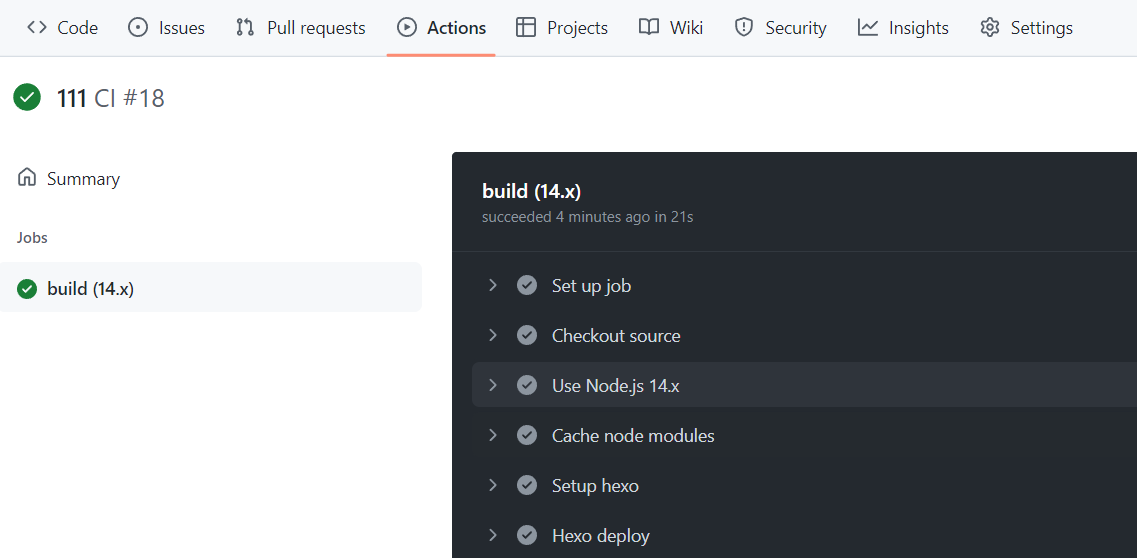 Code Issues Pull requests Actions Projects Wiki Security Insights Settings
111 CI #18
Summary
Jobs
build (14.x)
build (14.x)
succeeded 4 minutes ago in 21s
Set up job
Checkout source
Use Node.js 14.x
Cache node modules
Setup hexo
Hexo deploy